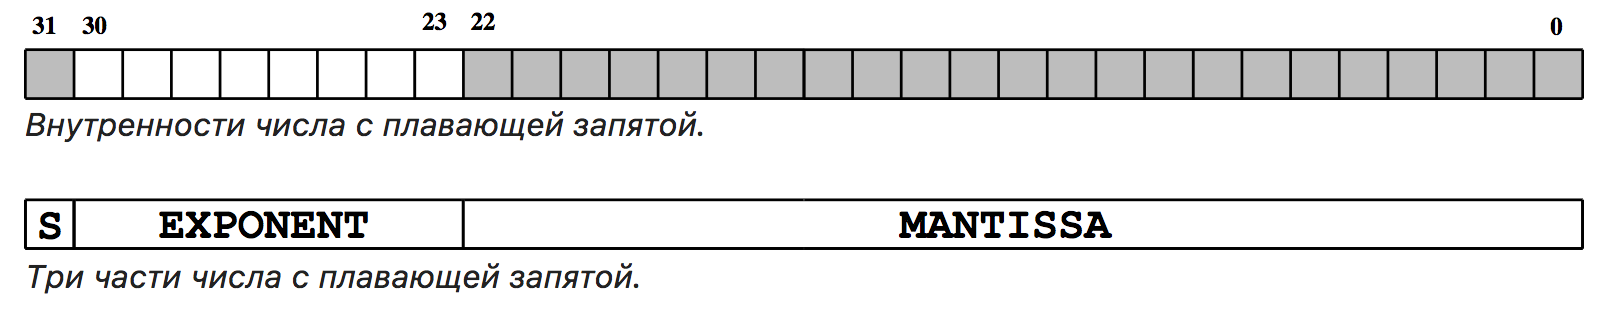 31 30 23 22 0
Внутренности числа с плавающей запятой.
S EXPONENT MANTISSA
Три части числа с плавающей запятой.